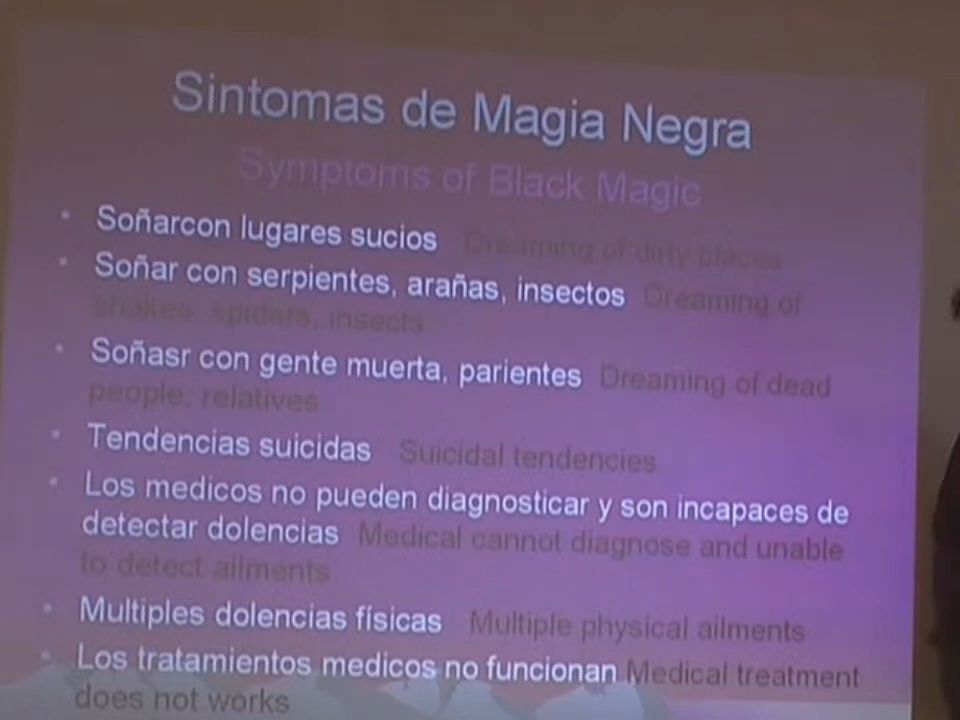 Sintomas de Magia Negra
Symptoms of Black Magic
• Soñarcon lugares sucios Dreaming of dirty places
• Soñar con serpientes, arañas, insectos Dreaming of
snakes, spiders, insects
• Soñasr con gente muerta, parientes Dreaming of dead
people, relatives
• Tendencias suicidas Suicidal tendencies
• Los medicos no pueden diagnosticar y son incapaces de
detectar dolencias Medical cannot diagnose and unable
to detect ailments
• Multiples dolencias físicas Multiple physical ailments
• Los tratamientos medicos no funcionan Medical treatment
does not works